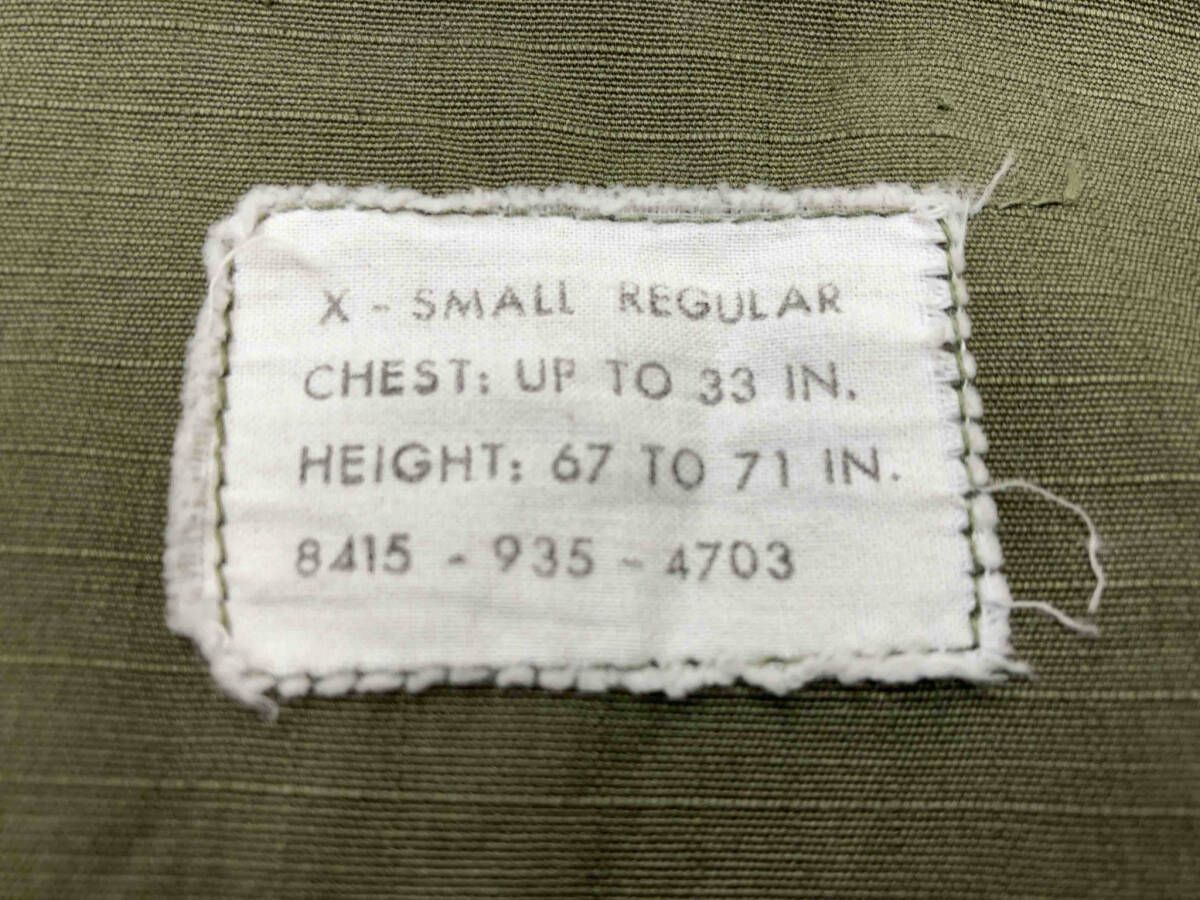 X - SMALL REGULAR
CHEST: UP TO 33 IN.
HEIGHT: 67 TO 71 IN.
8415 - 935 - 4703